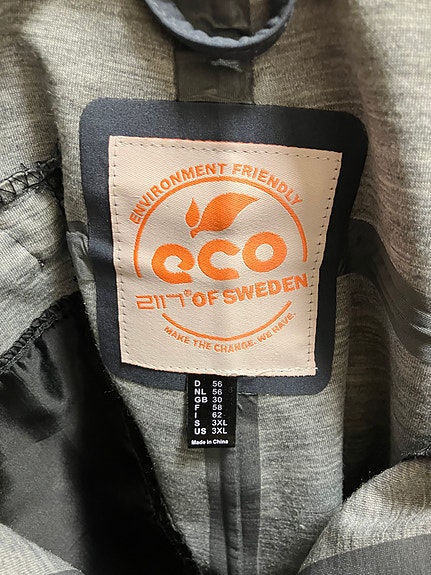 ENVIRONMENT FRIENDLY
eco
2117° OF SWEDEN
MAKE THE CHANGE. WE HAVE.
D 56
NL 56
GB 30
F 58
I 62
S 3XL
US 3XL
Made in China